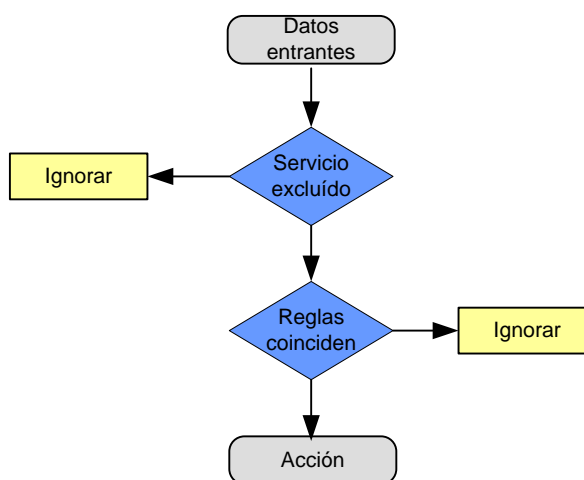 Datos
entrantes
Servicio
excluído
Ignorar
Reglas
coinciden
Ignorar
Acción